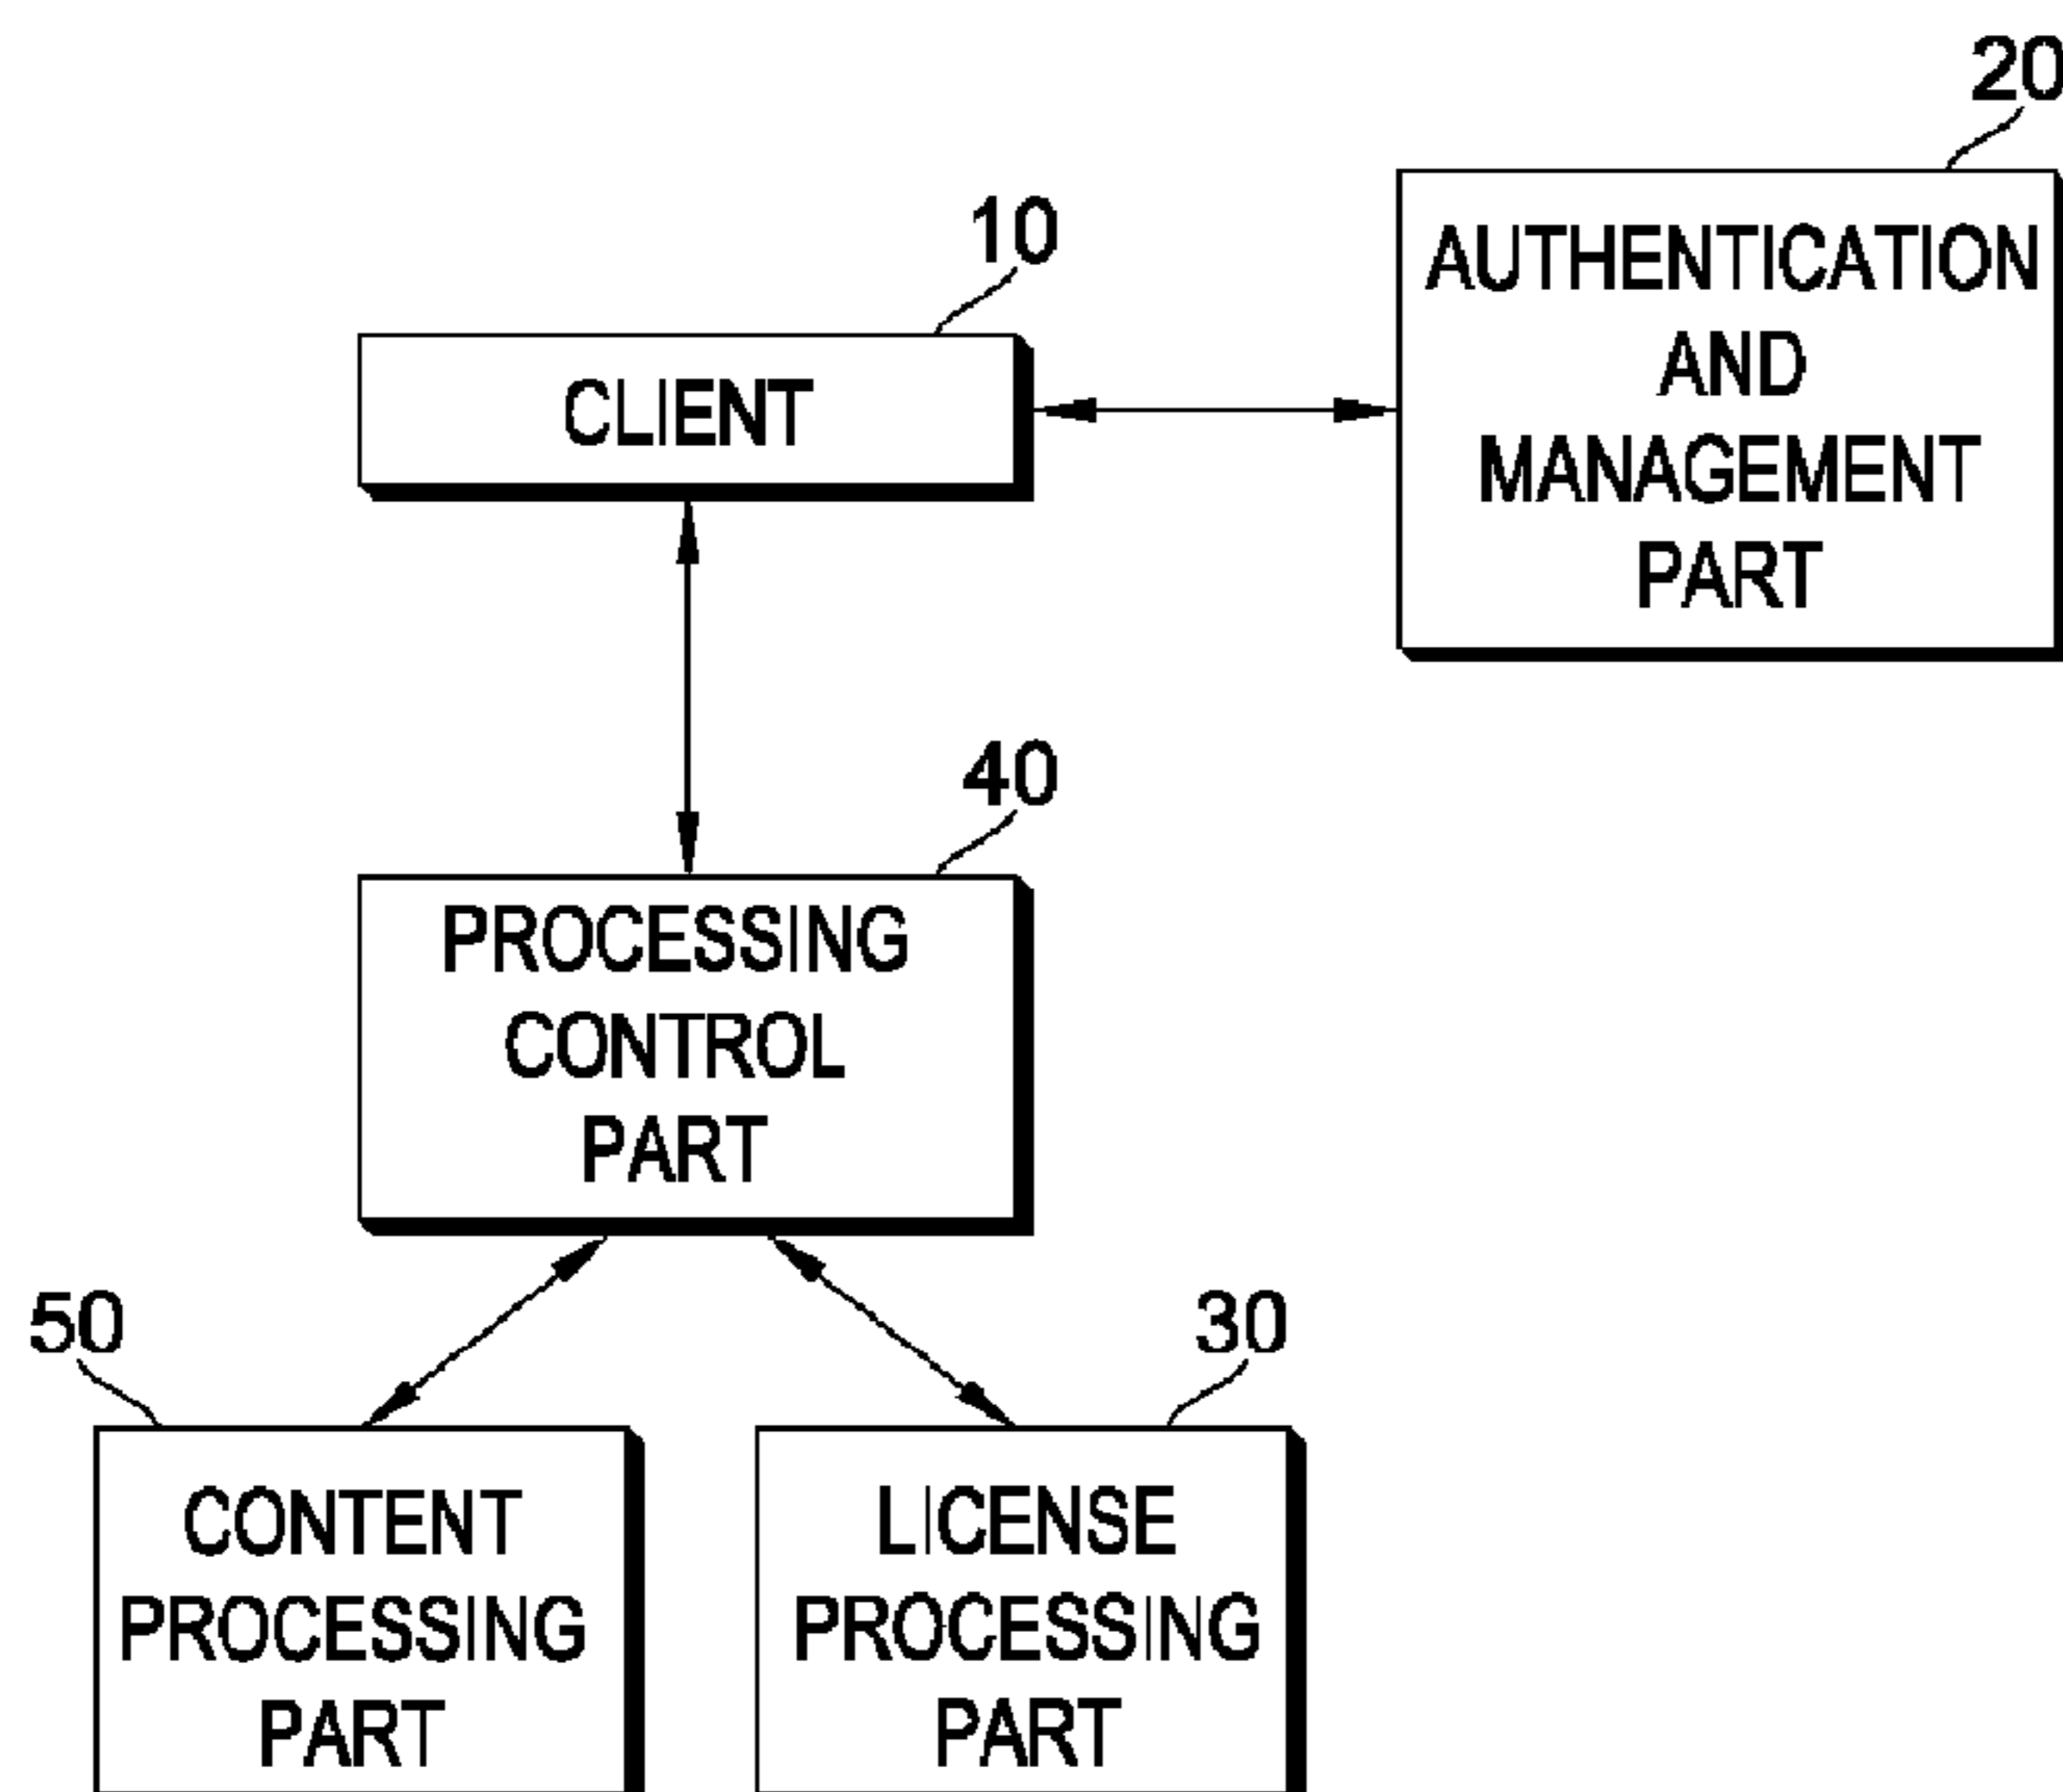 20
10
AUTHENTICATION
AND
MANAGEMENT
PART
CLIENT
40
PROCESSING
CONTROL
PART
50
30
CONTENT
PROCESSING
PART
LICENSE
PROCESSING
PART